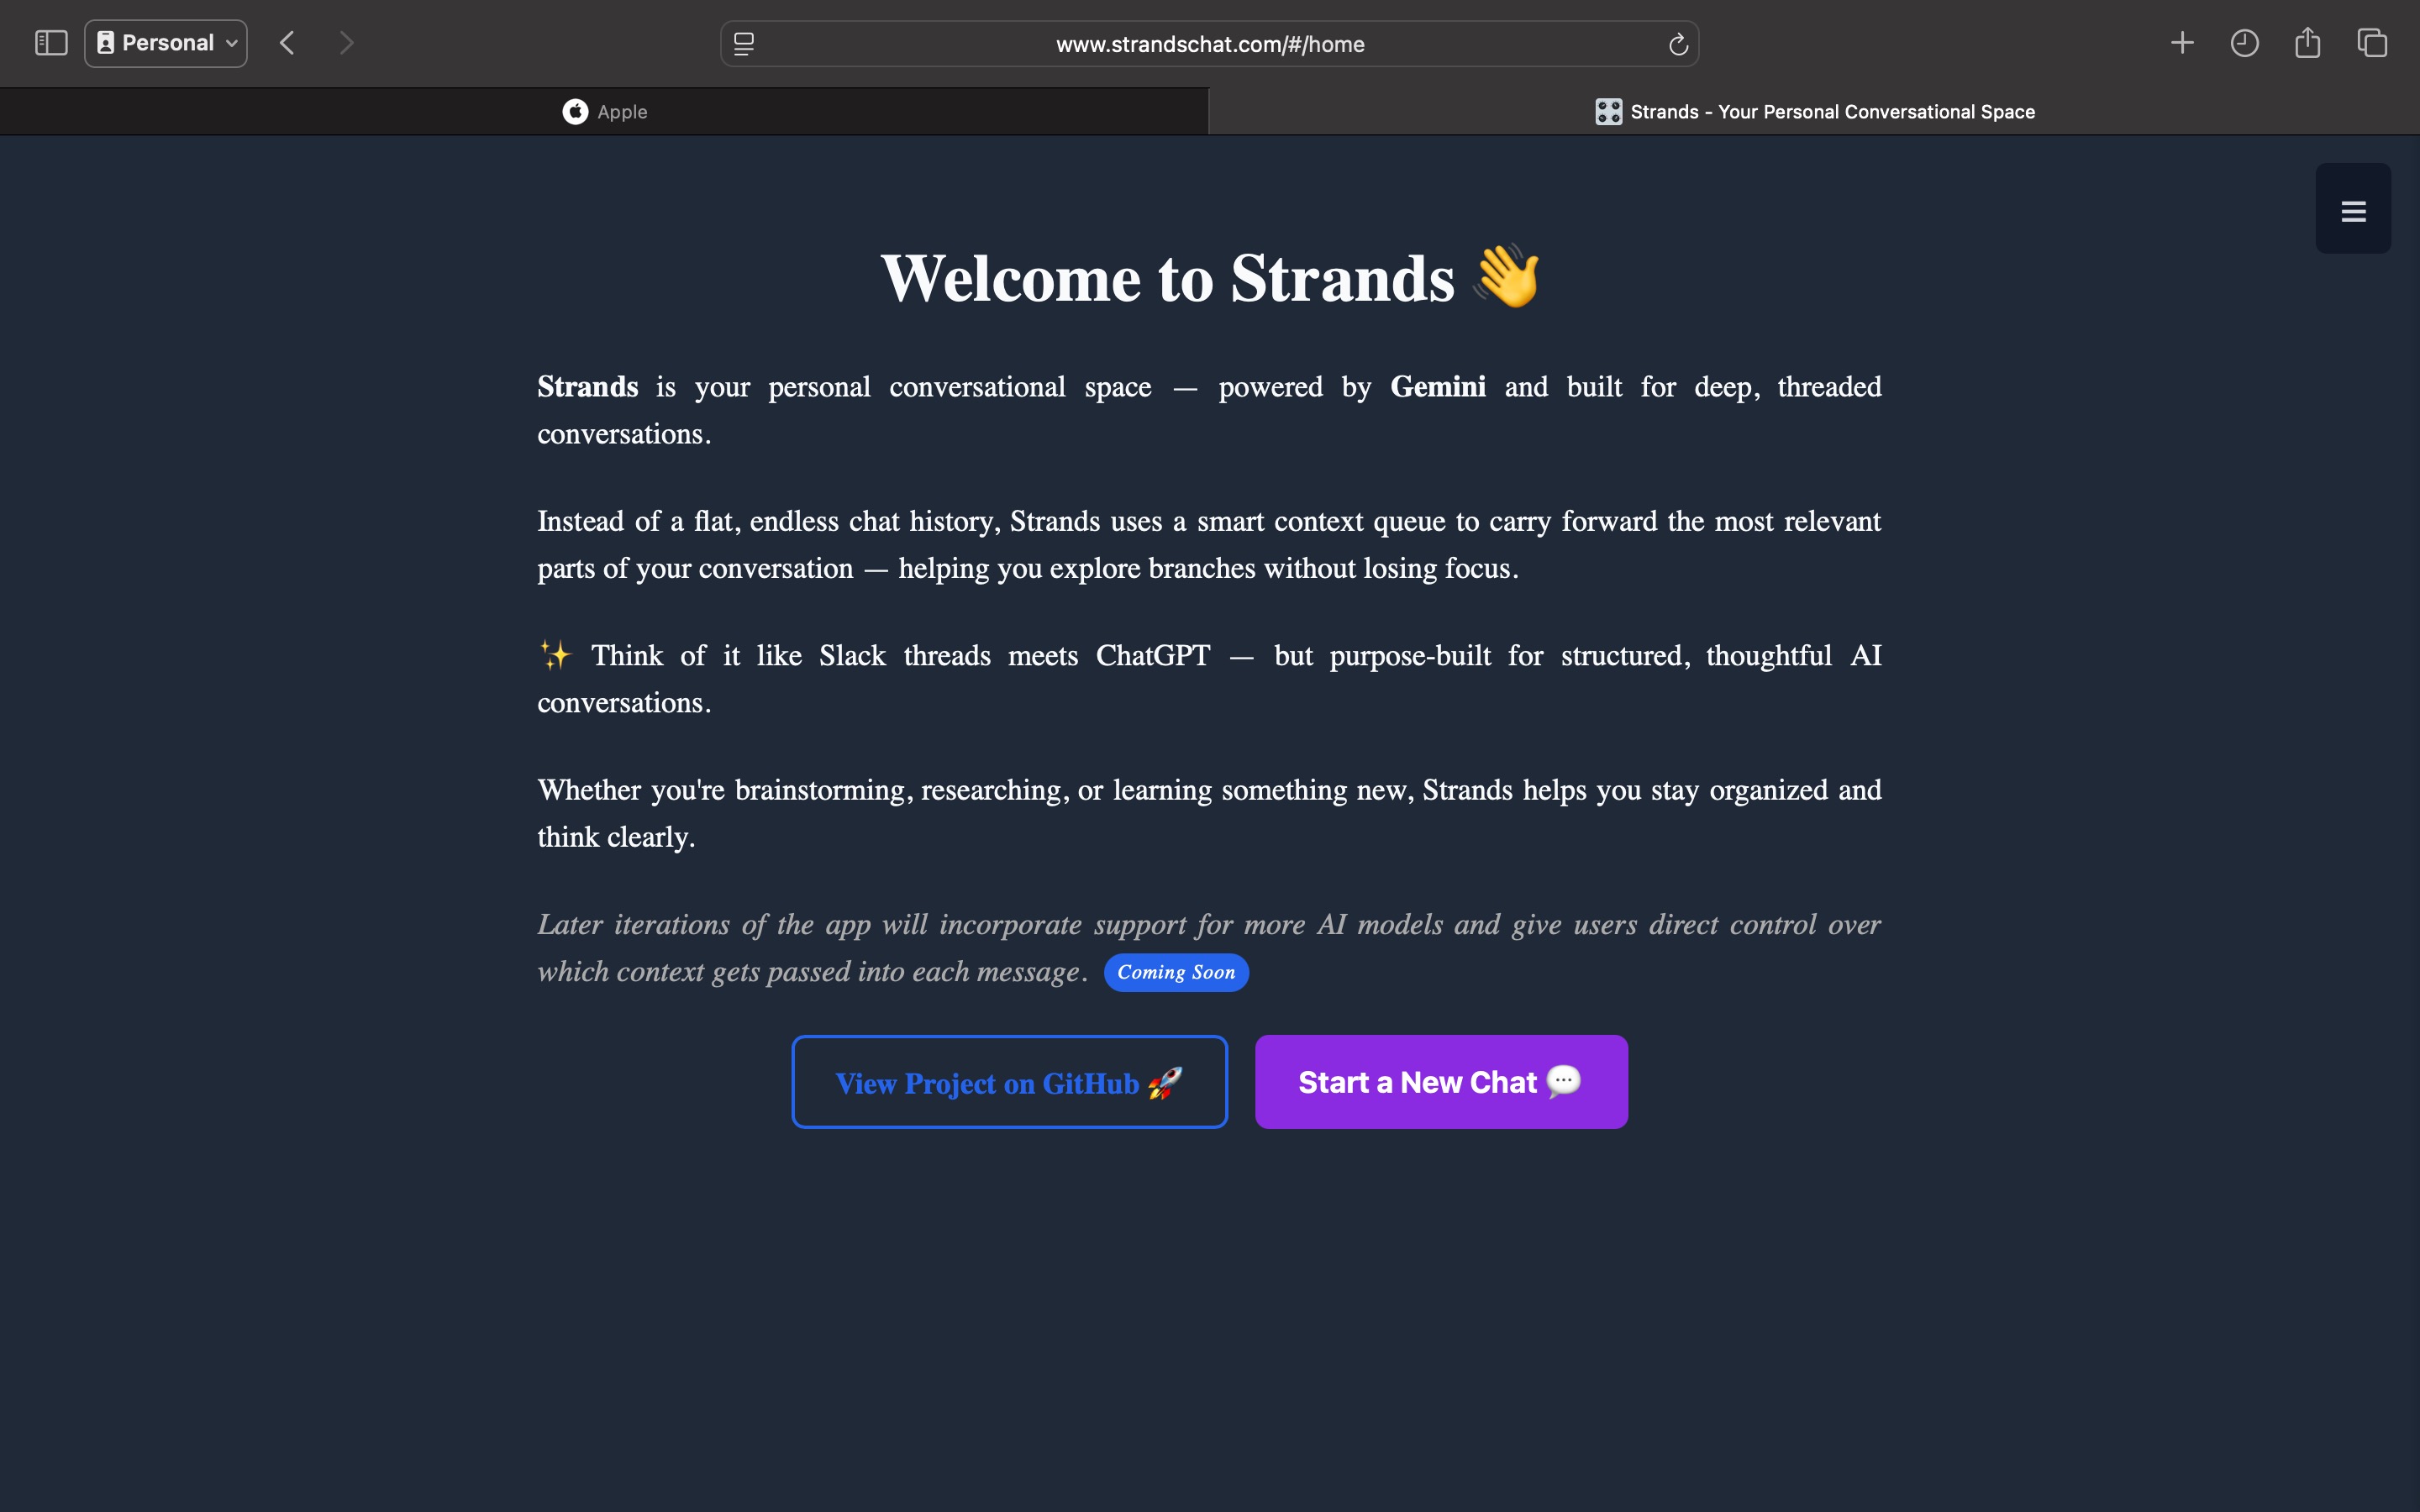 Personal
www.strandschat.com/#/home
Apple
Strands - Your Personal Conversational Space
Welcome to Strands 👋
Strands is your personal conversational space — powered by Gemini and built for deep, threaded
conversations.
Instead of a flat, endless chat history, Strands uses a smart context queue to carry forward the most relevant
parts of your conversation — helping you explore branches without losing focus.
✨ Think of it like Slack threads meets ChatGPT — but purpose-built for structured, thoughtful AI
conversations.
Whether you're brainstorming, researching, or learning something new, Strands helps you stay organized and
think clearly.
Later iterations of the app will incorporate support for more AI models and give users direct control over
which context gets passed into each message. Coming Soon
View Project on GitHub 🚀
Start a New Chat 💬